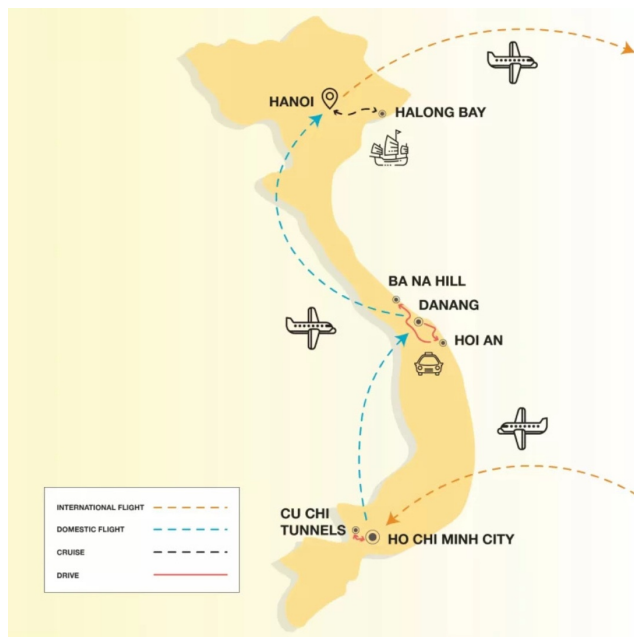 HANOI
HALONG BAY
BA NA HILL
DANANG
HOI AN
CU CHI
TUNNELS
HO CHI MINH CITY
INTERNATIONAL FLIGHT
DOMESTIC FLIGHT
CRUISE
DRIVE